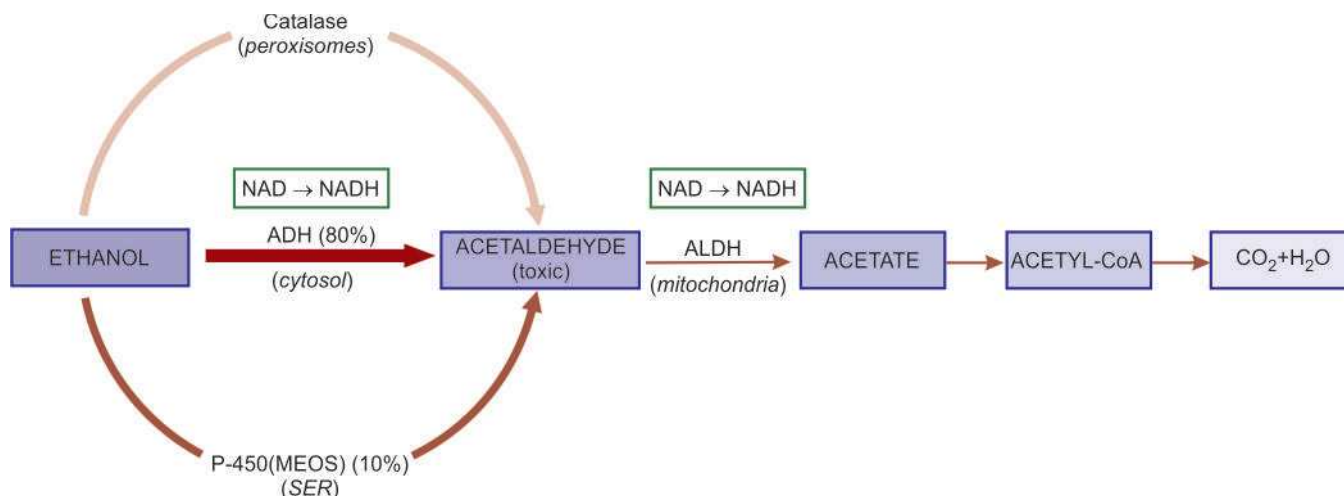 Catalase
(peroxisomes)
NAD → NADH
NAD → NADH
ETHANOL
ADH (80%)
(cytosol)
ACETALDEHYDE
(toxic)
ALDH
(mitochondria)
ACETATE
ACETYL-CoA
CO₂+H₂O
P-450(MEOS) (10%)
(SER)